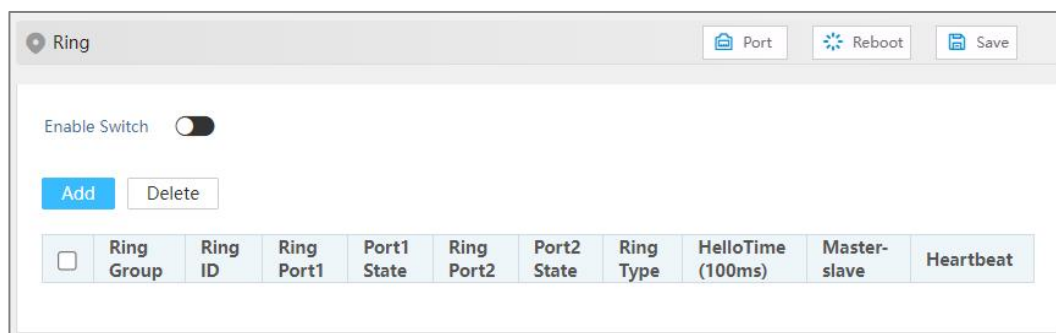 Ring Port Reboot Save
Enable Switch
Add Delete
Ring Group Ring ID Ring Port1 Port1 State Ring Port2 Port2 State Ring Type HelloTime (100ms) Master-slave Heartbeat